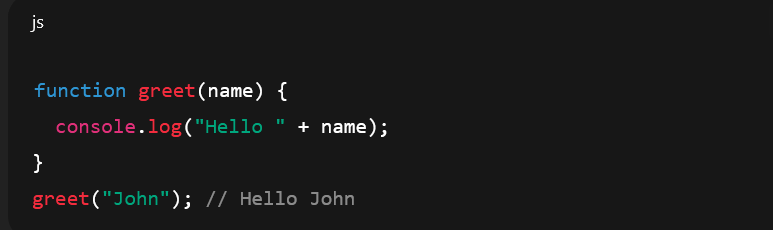 js
function greet(name) {
  console.log("Hello " + name);
}
greet("John"); // Hello John